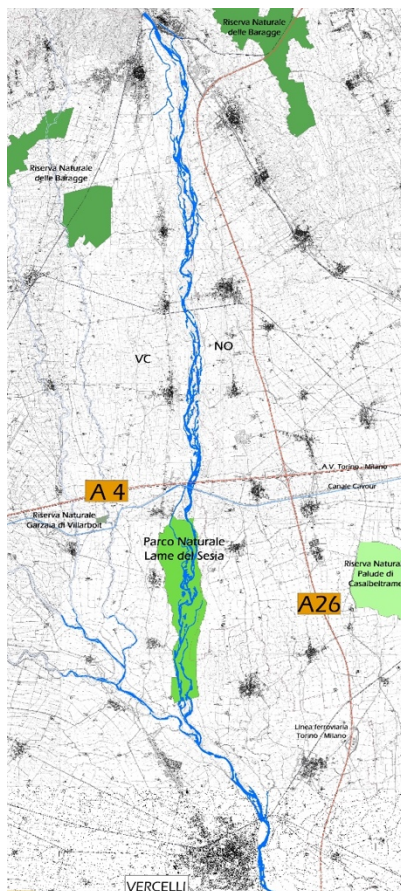 Riserva Naturale
delle Baragge
Riserva Naturale
delle Baragge
VC
NO
A.V. Torino - Milano
A 4
Canale Cavour
Riserva Naturale
Garzaia di Villarboit
Parco Naturale
Lame del Sesia
Riserva Natura
Palude di
Casalbeltrame
A26
Linea ferroviaria
Torino / Milano
VERCELLI